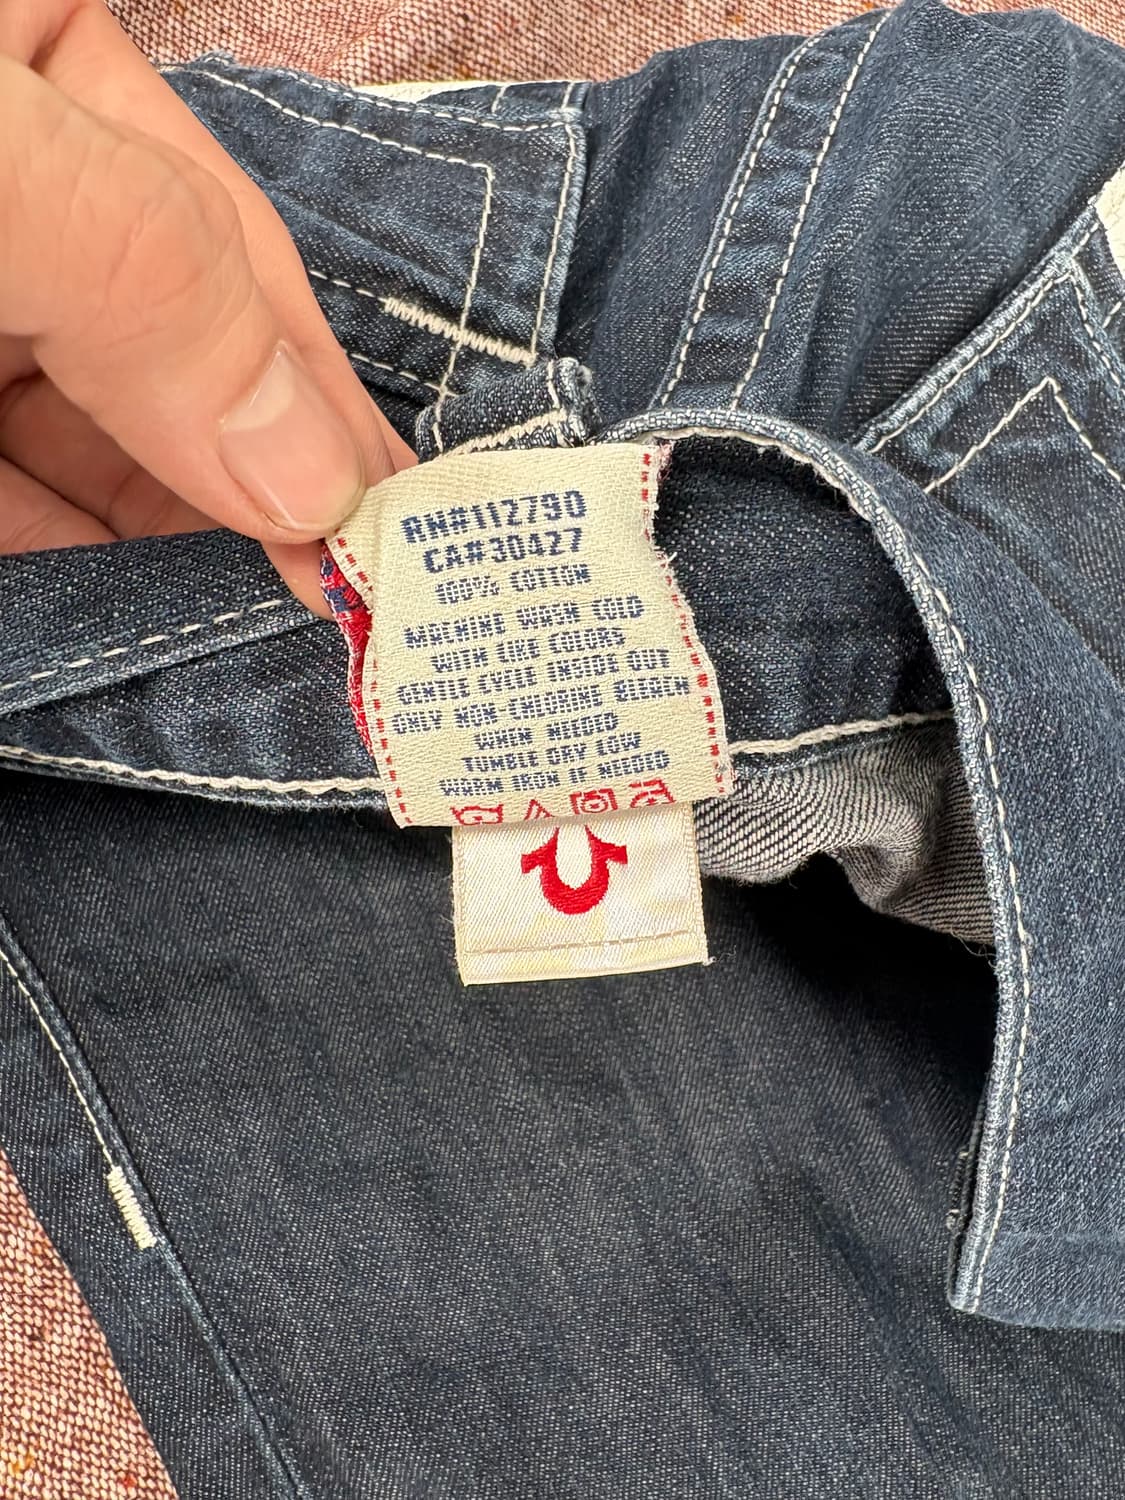 RN#112790
CA#30427
100% COTTON
MACHINE WASH COLD
WITH LIKE COLORS
GENTLE CYCLE INSIDE OUT
ONLY NON-CHLORINE BLEACH
WHEN NEEDED
TUMBLE DRY LOW
WARM IRON IF NEEDED